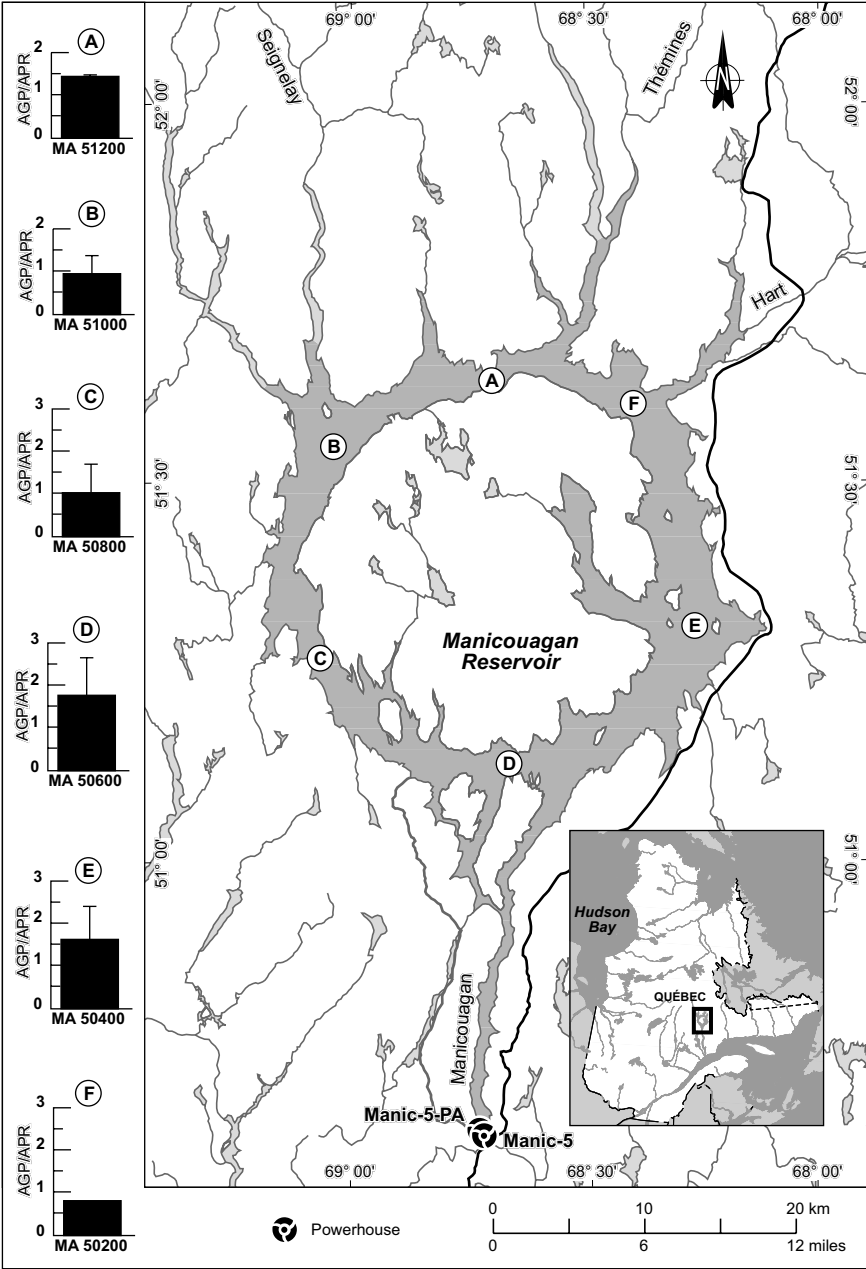 A
2
1
0
AGP/APR
MA 51200
B
2
1
0
AGP/APR
MA 51000
C
3
2
1
0
AGP/APR
MA 50800
D
3
2
1
0
AGP/APR
MA 50600
E
3
2
1
0
AGP/APR
MA 50400
F
3
2
1
0
AGP/APR
MA 50200
69° 00'
68° 30'
68° 00'
Seignelay
Thémines
N
52° 00'
52° 00'
Hart
A
F
B
51° 30'
51° 30'
E
Manicouagan
Reservoir
C
D
51° 00'
51° 00'
Hudson
Bay
QUÉBEC
Manicouagan
Manic-5-PA
Manic-5
69° 00'
68° 30'
68° 00'
Powerhouse
0 10 20 km
0 6 12 miles